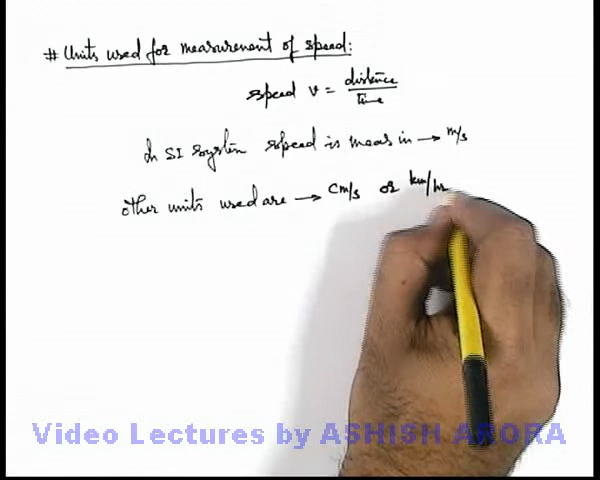 # Units used for measurement of speed:
speed v = distance/time
In SI system speed is meas in → m/s
other units used are → cm/s or km/hr
Video Lectures by ASHISH ARORA